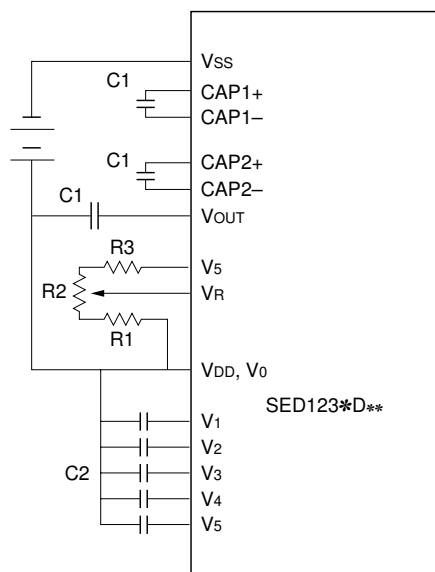 VSS
C1
CAP1+
CAP1–
C1
CAP2+
CAP2–
C1
VOUT
R3
V5
R2
VR
R1
VDD, V0
SED123*D**
V1
V2
C2
V3
V4
V5